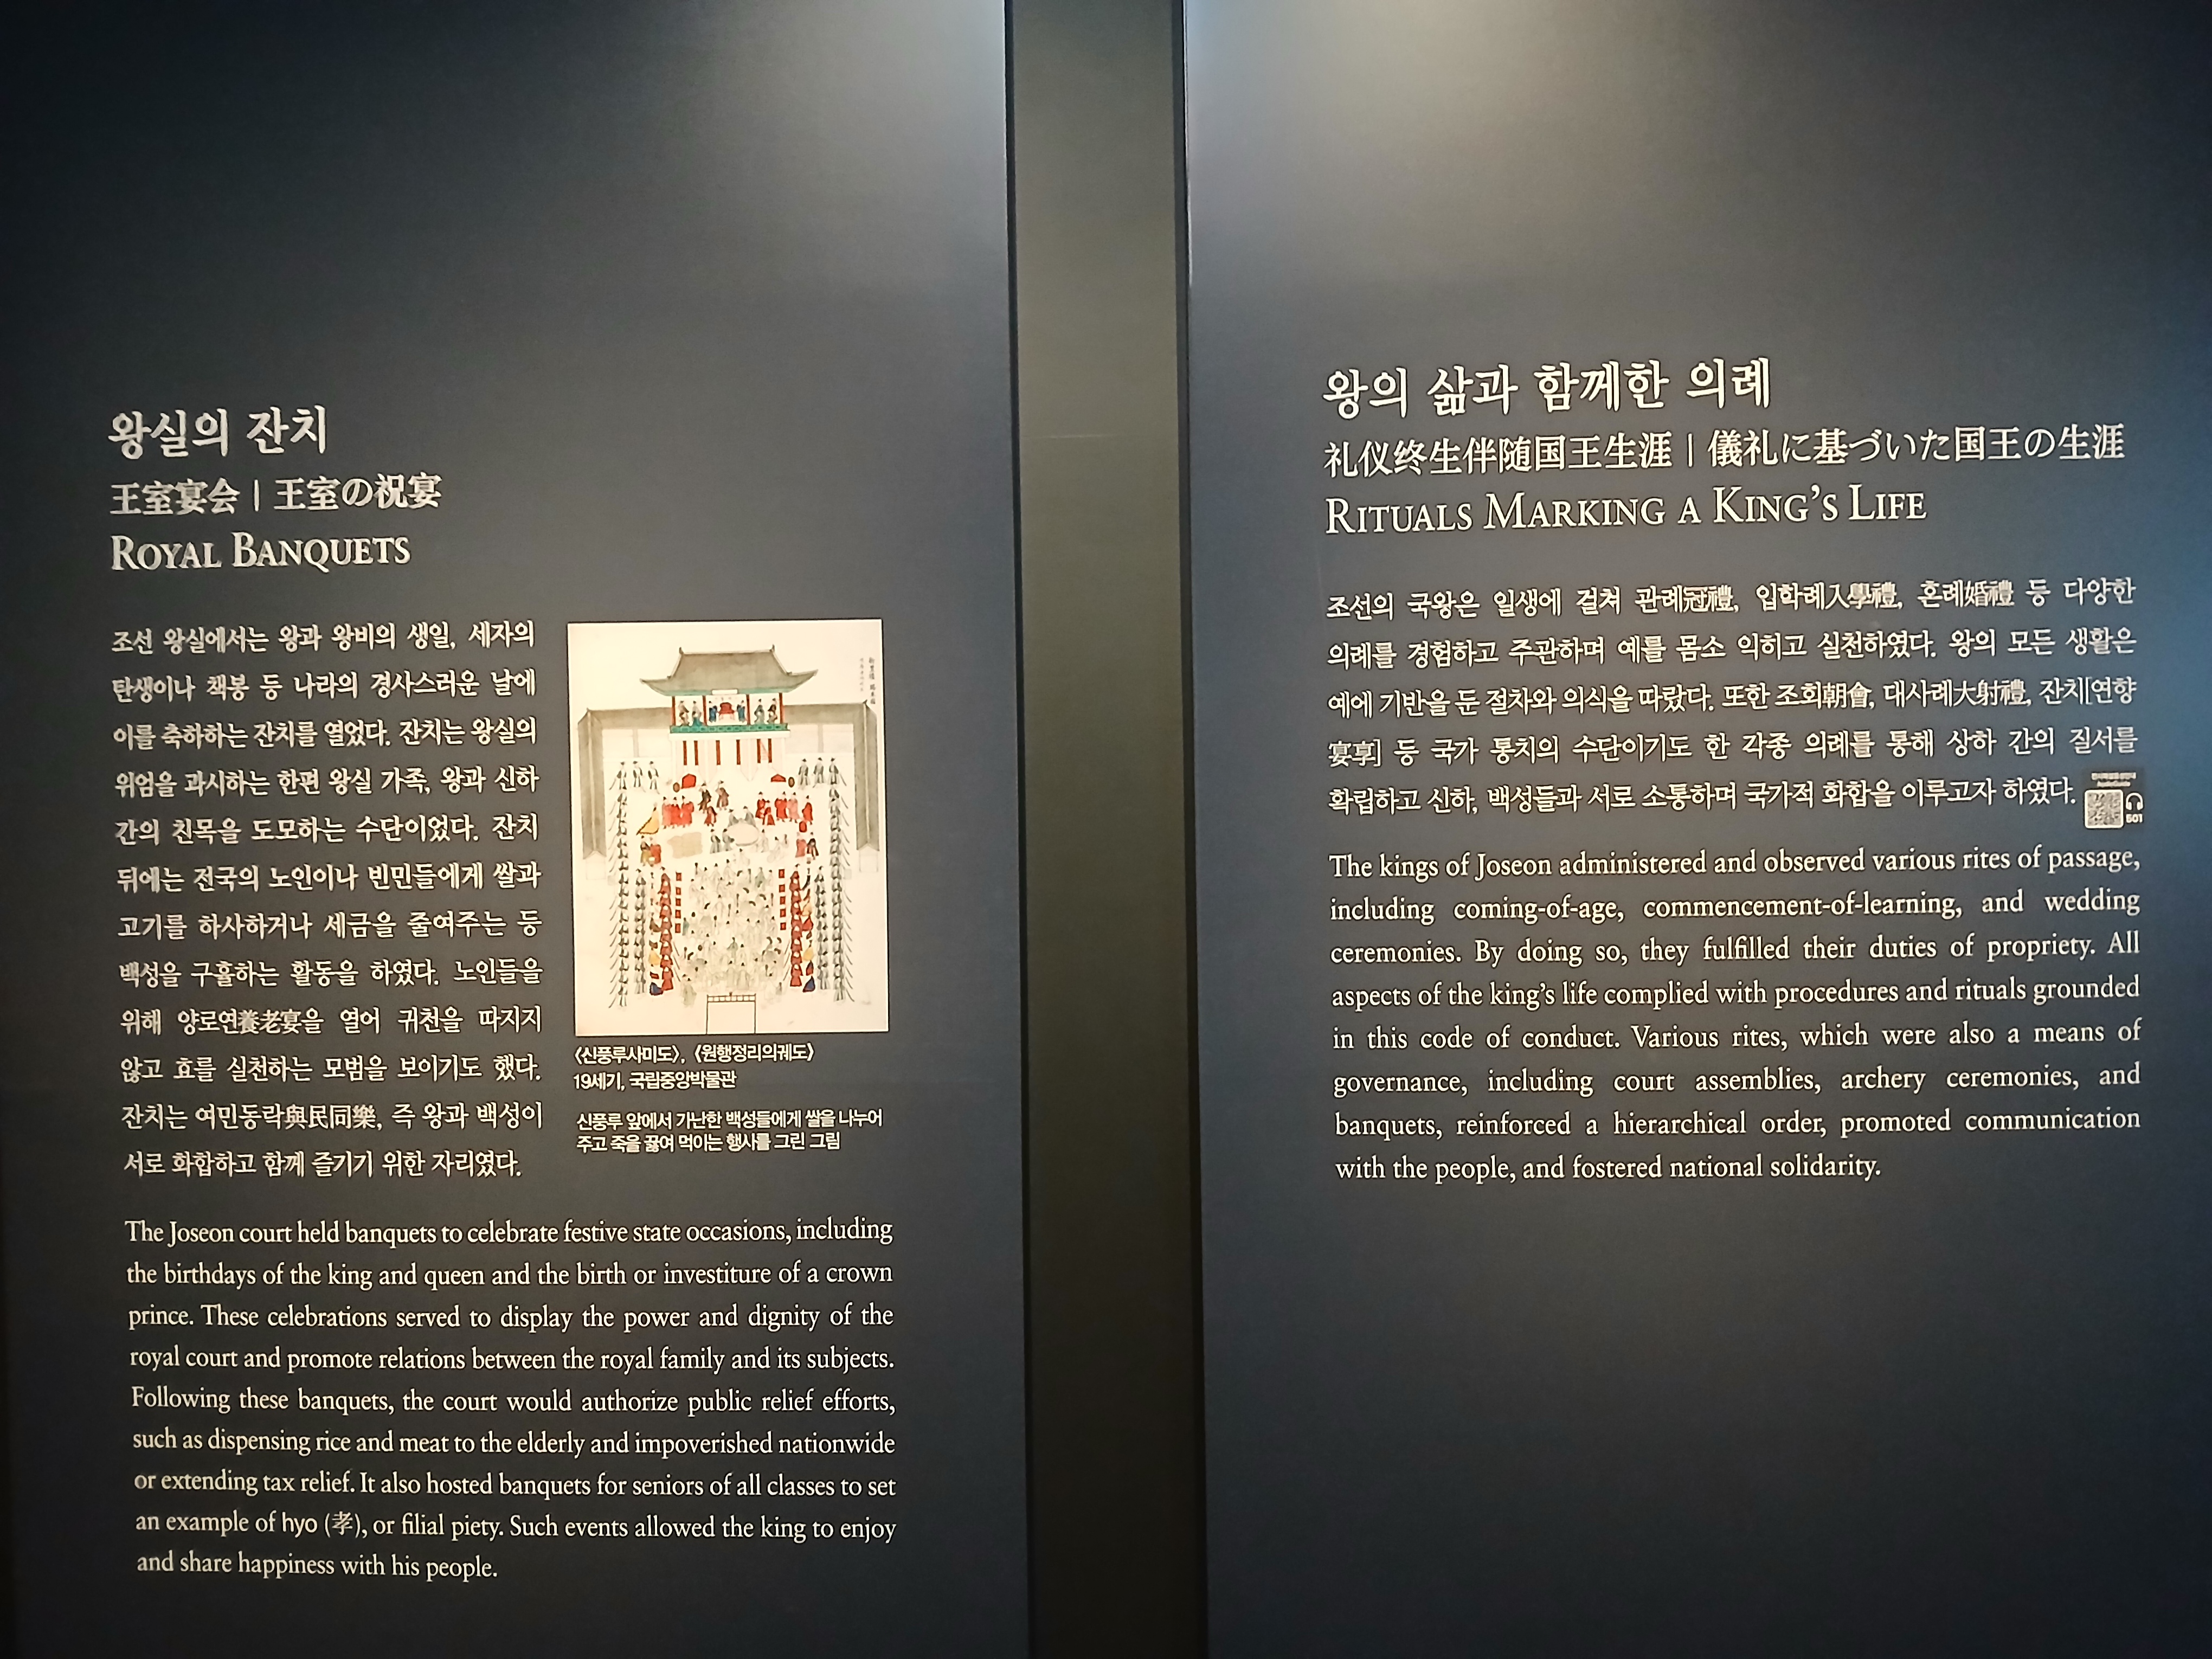 왕실의 잔치
王室宴会 | 王室の祝宴
ROYAL BANQUETS
조선 왕실에서는 왕과 왕비의 생일, 세자의
탄생이나 책봉 등 나라의 경사스러운 날에
이를 축하하는 잔치를 열었다. 잔치는 왕실의
위엄을 과시하는 한편 왕실 가족, 왕과 신하
간의 친목을 도모하는 수단이었다. 잔치
뒤에는 전국의 노인이나 빈민들에게 쌀과
고기를 하사하거나 세금을 줄여주는 등
백성을 구휼하는 활동을 하였다. 노인들을
위해 양로연養老宴을 열어 귀천을 따지지
않고 효를 실천하는 모범을 보이기도 했다.
잔치는 여민동락與民同樂, 즉 왕과 백성이
서로 화합하고 함께 즐기기 위한 자리였다.
〈신풍루사미도〉, 《원행정리의궤도》
19세기, 국립중앙박물관
신풍루 앞에서 가난한 백성들에게 쌀을 나누어
주고 죽을 끓여 먹이는 행사를 그린 그림
The Joseon court held banquets to celebrate festive state occasions, including
the birthdays of the king and queen and the birth or investiture of a crown
prince. These celebrations served to display the power and dignity of the
royal court and promote relations between the royal family and its subjects.
Following these banquets, the court would authorize public relief efforts,
such as dispensing rice and meat to the elderly and impoverished nationwide
or extending tax relief. It also hosted banquets for seniors of all classes to set
an example of hyo (孝), or filial piety. Such events allowed the king to enjoy
and share happiness with his people.
왕의 삶과 함께한 의례
礼仪终生伴随国王生涯 | 儀礼に基づいた国王の生涯
RITUALS MARKING A KING'S LIFE
조선의 국왕은 일생에 걸쳐 관례冠禮, 입학례入學禮, 혼례婚禮 등 다양한
의례를 경험하고 주관하며 예를 몸소 익히고 실천하였다. 왕의 모든 생활은
예에 기반을 둔 절차와 의식을 따랐다. 또한 조회朝會, 대사례大射禮, 잔치[연향
宴享] 등 국가 통치의 수단이기도 한 각종 의례를 통해 상하 간의 질서를
확립하고 신하, 백성들과 서로 소통하며 국가적 화합을 이루고자 하였다.
501
The kings of Joseon administered and observed various rites of passage,
including coming-of-age, commencement-of-learning, and wedding
ceremonies. By doing so, they fulfilled their duties of propriety. All
aspects of the king's life complied with procedures and rituals grounded
in this code of conduct. Various rites, which were also a means of
governance, including court assemblies, archery ceremonies, and
banquets, reinforced a hierarchical order, promoted communication
with the people, and fostered national solidarity.